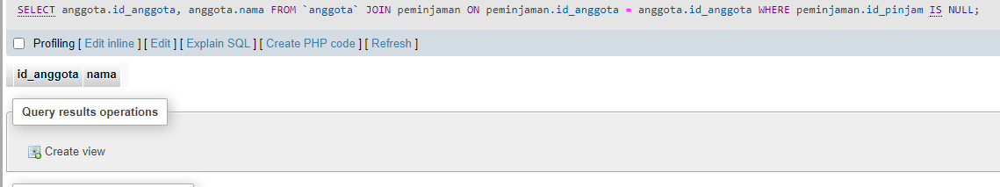 SELECT anggota.id_anggota, anggota.nama FROM `anggota` JOIN peminjaman ON peminjaman.id_anggota = anggota.id_anggota WHERE peminjaman.id_pinjam IS NULL;
Profiling [ Edit inline ] [ Edit ] [ Explain SQL ] [ Create PHP code ] [ Refresh ]
id_anggota nama
Query results operations
Create view